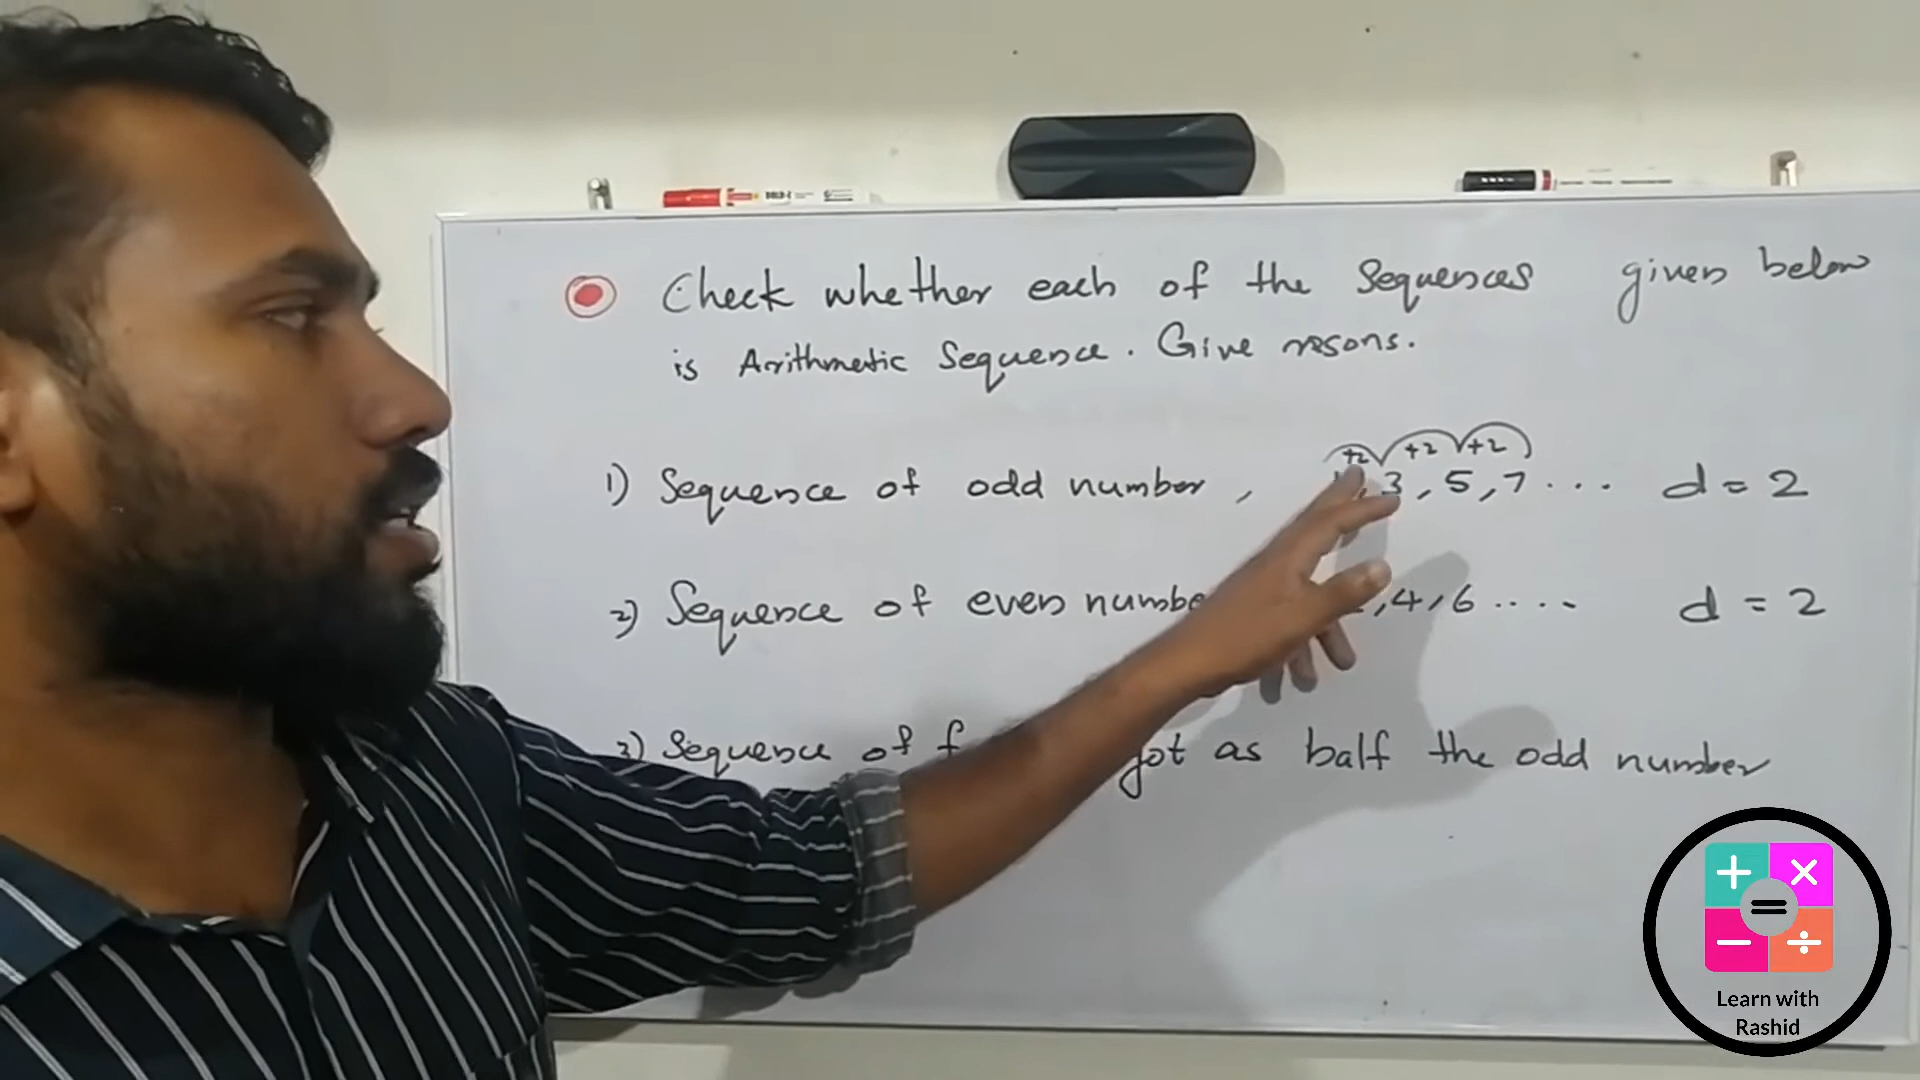 Check whether each of the Sequences given below
is Arithmetic Sequence. Give resons.
+2 +2 +2
1) Sequence of odd number, 1, 3, 5, 7 ... d = 2
2) Sequence of even numbe , 4, 6 .... d = 2
3) Sequence of f got as half the odd number
+ × = − ÷
Learn with
Rashid